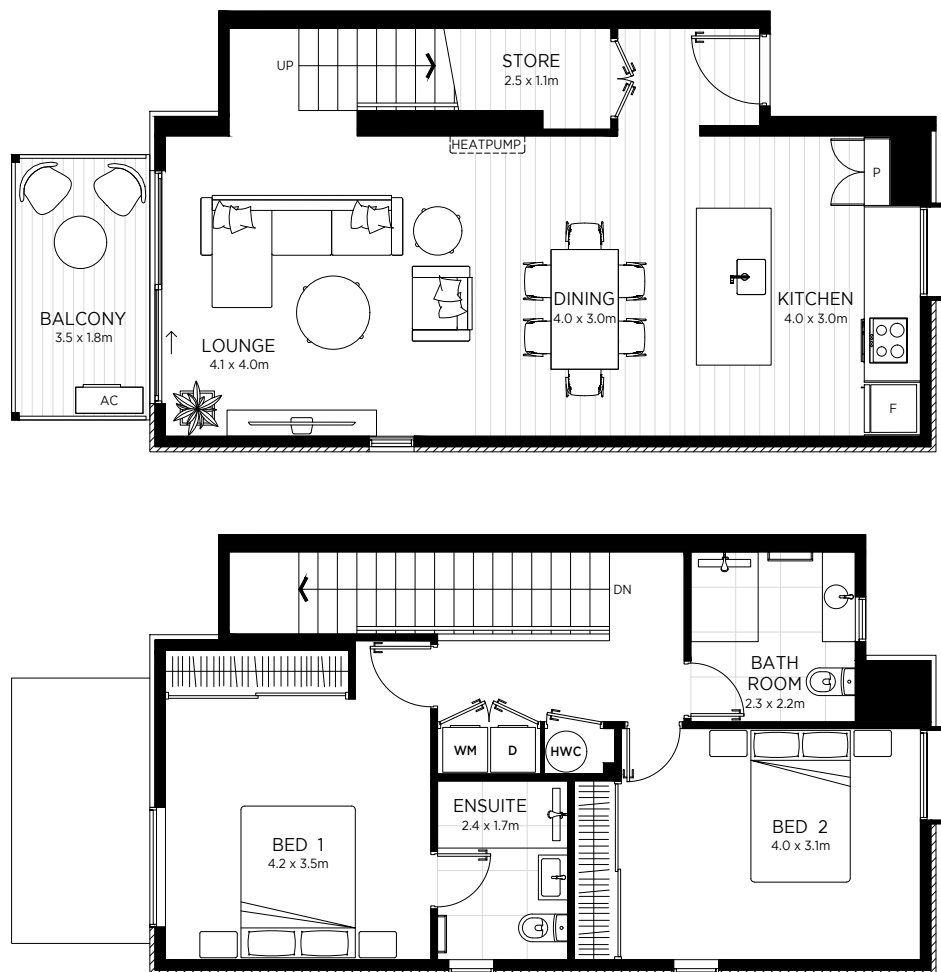 UP
STORE
2.5 x 1.1m
HEATPUMP
P
BALCONY
3.5 x 1.8m
AC
LOUNGE
4.1 x 4.0m
DINING
4.0 x 3.0m
KITCHEN
4.0 x 3.0m
F
DN
BATH
ROOM
2.3 x 2.2m
WM
D
HWC
ENSUITE
2.4 x 1.7m
BED 1
4.2 x 3.5m
BED 2
4.0 x 3.1m